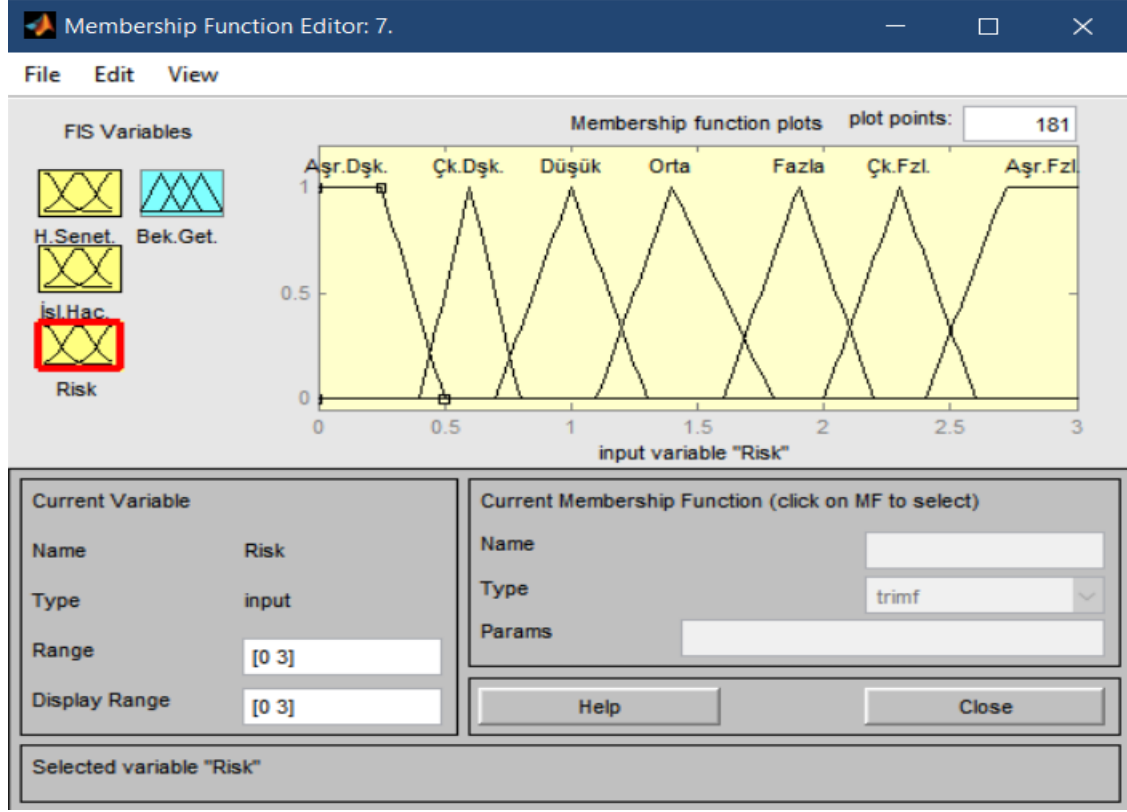 Membership Function Editor: 7.
File Edit View
FIS Variables
Membership function plots plot points: 181
H.Senet. Bek.Get.
İşl.Hac.
Risk
Aşr.Dşk. Çk.Dşk. Düşük Orta Fazla Çk.Fzl. Aşr.Fzl.
1
0.5
0
0 0.5 1 1.5 2 2.5 3
input variable "Risk"
Current Variable
Name Risk
Type input
Range [0 3]
Display Range [0 3]
Current Membership Function (click on MF to select)
Name
Type trimf
Params
Help Close
Selected variable "Risk"